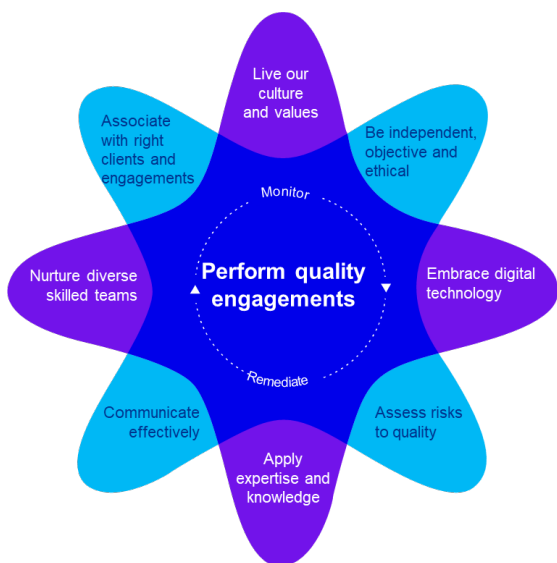 Live our
culture
and values
Be independent,
objective and
ethical
Embrace digital
technology
Assess risks
to quality
Apply
expertise and
knowledge
Communicate
effectively
Nurture diverse
skilled teams
Associate
with right
clients and
engagements
Monitor
Perform quality
engagements
Remediate